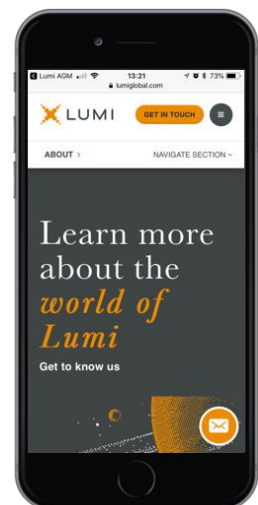 Lumi AGM 13:21 73%
lumiglobal.com
LUMI GET IN TOUCH
ABOUT > NAVIGATE SECTION
Learn more
about the
world of
Lumi
Get to know us